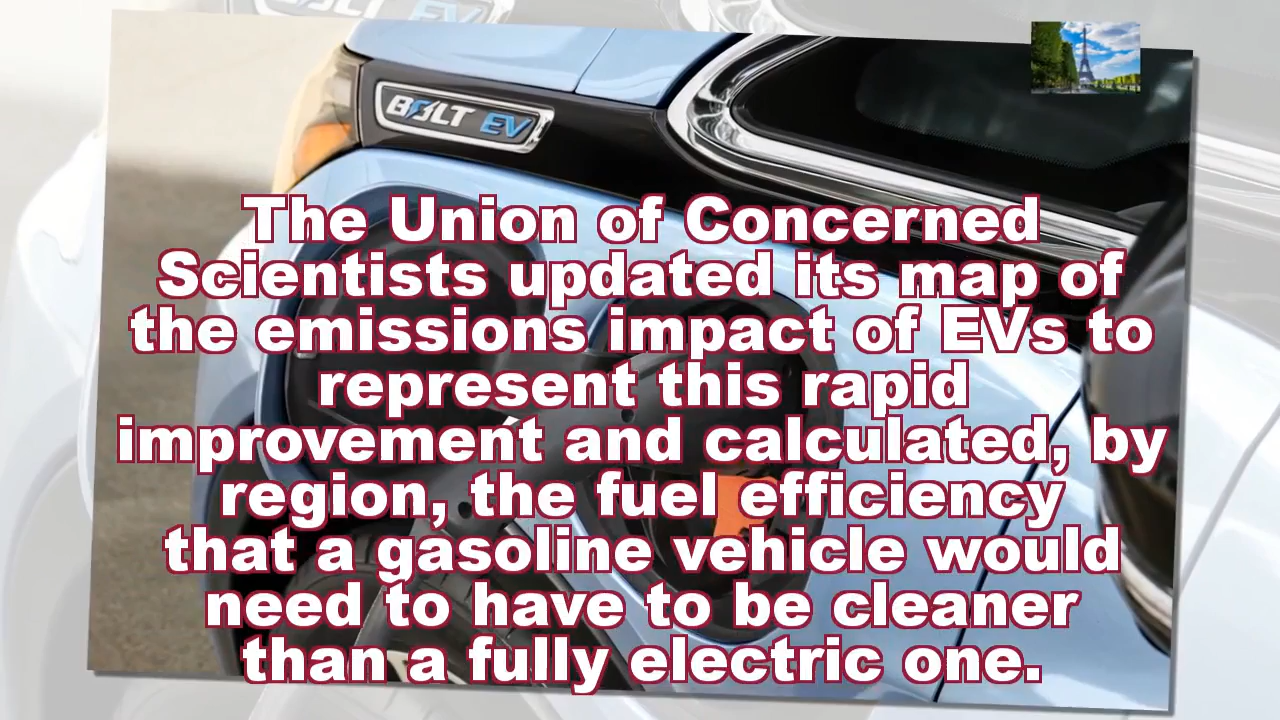 BOLT EV
The Union of Concerned
Scientists updated its map of
the emissions impact of EVs to
represent this rapid
improvement and calculated, by
region, the fuel efficiency
that a gasoline vehicle would
need to have to be cleaner
than a fully electric one.